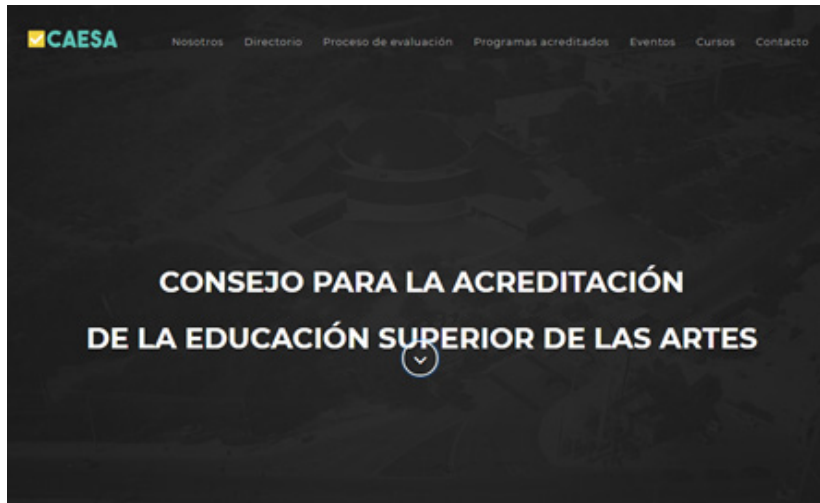 CAESA
Nosotros Directorio Proceso de evaluación Programas acreditados Eventos Cursos Contacto
CONSEJO PARA LA ACREDITACIÓN
DE LA EDUCACIÓN SUPERIOR DE LAS ARTES